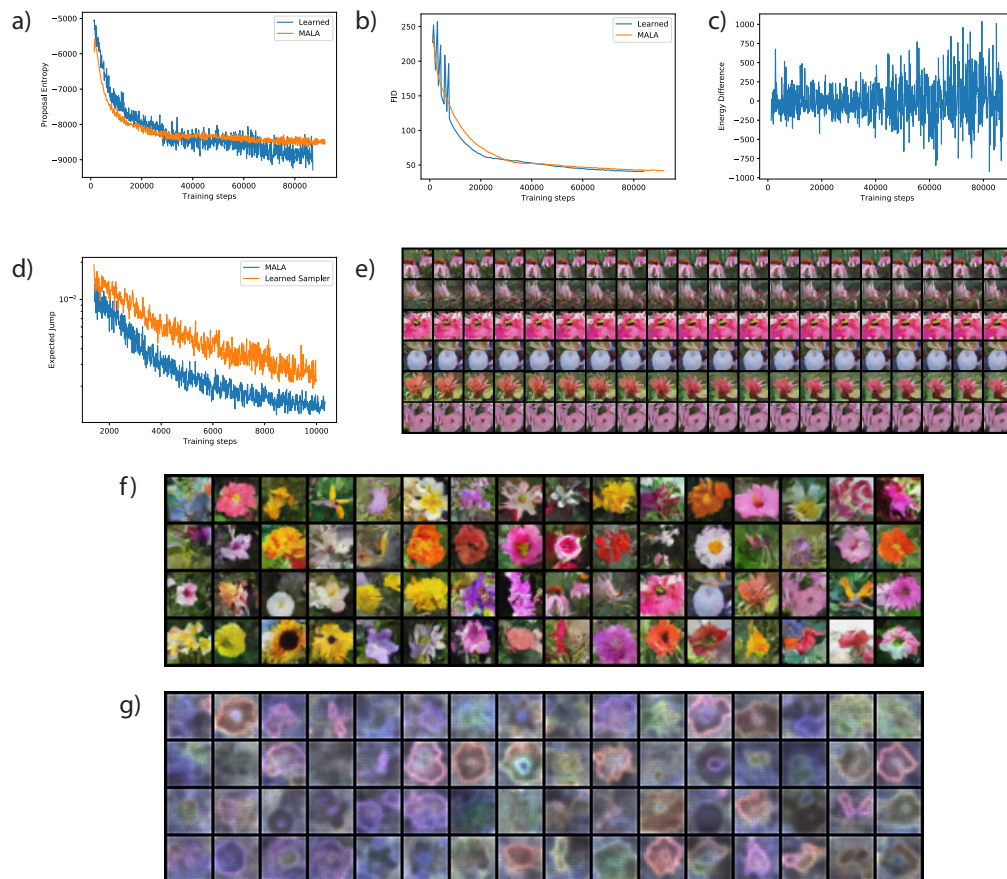 a)
−5000
−6000
−7000
−8000
−9000
Proposal Entropy
Learned
MALA
0 20000 40000 60000 80000
Training steps
b)
250
200
150
100
50
FID
Learned
MALA
0 20000 40000 60000 80000
Training steps
c)
1000
750
500
250
0
−250
−500
−750
−1000
Energy Difference
0 20000 40000 60000 80000
Training steps
d)
10⁻²
Expected Jump
MALA
Learned Sampler
2000 4000 6000 8000 10000
Training steps
e)
f)
g)